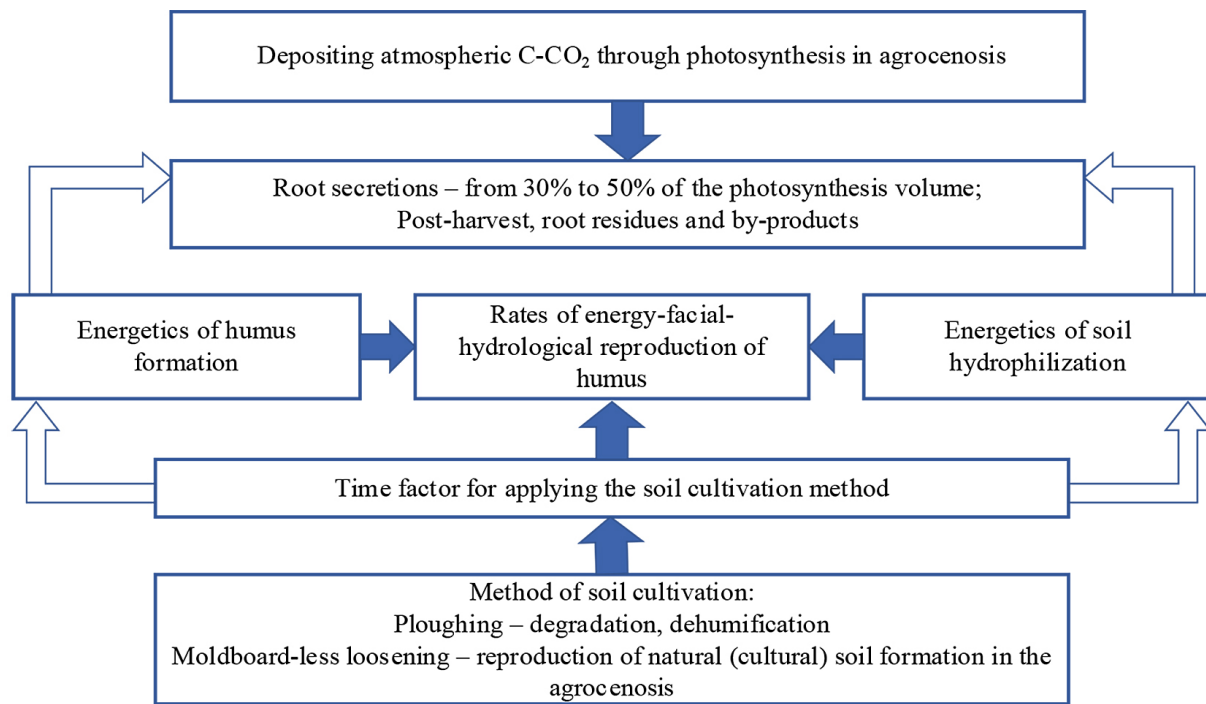 Depositing atmospheric C-CO₂ through photosynthesis in agrocenosis
Root secretions – from 30% to 50% of the photosynthesis volume;
Post-harvest, root residues and by-products
Energetics of humus
formation
Rates of energy-facial-
hydrological reproduction of
humus
Energetics of soil
hydrophilization
Time factor for applying the soil cultivation method
Method of soil cultivation:
Ploughing – degradation, dehumification
Moldboard-less loosening – reproduction of natural (cultural) soil formation in the
agrocenosis